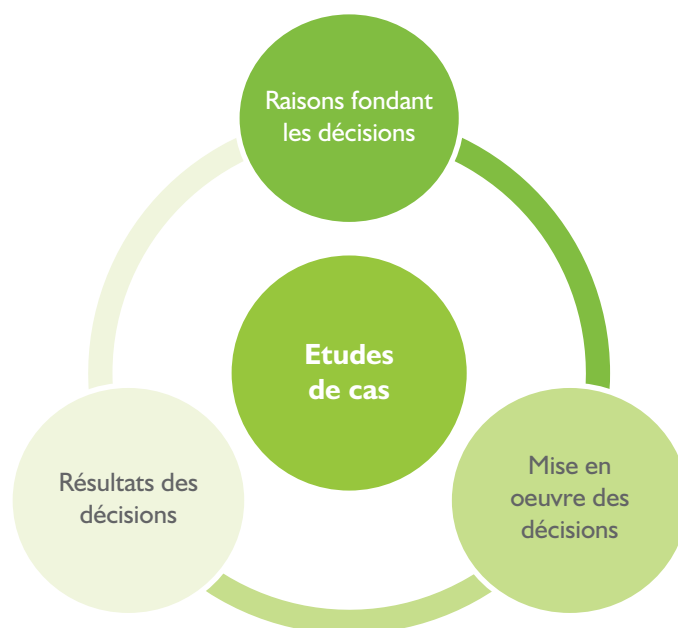 Raisons fondant
les décisions
Etudes
de cas
Résultats des
décisions
Mise en
oeuvre des
décisions